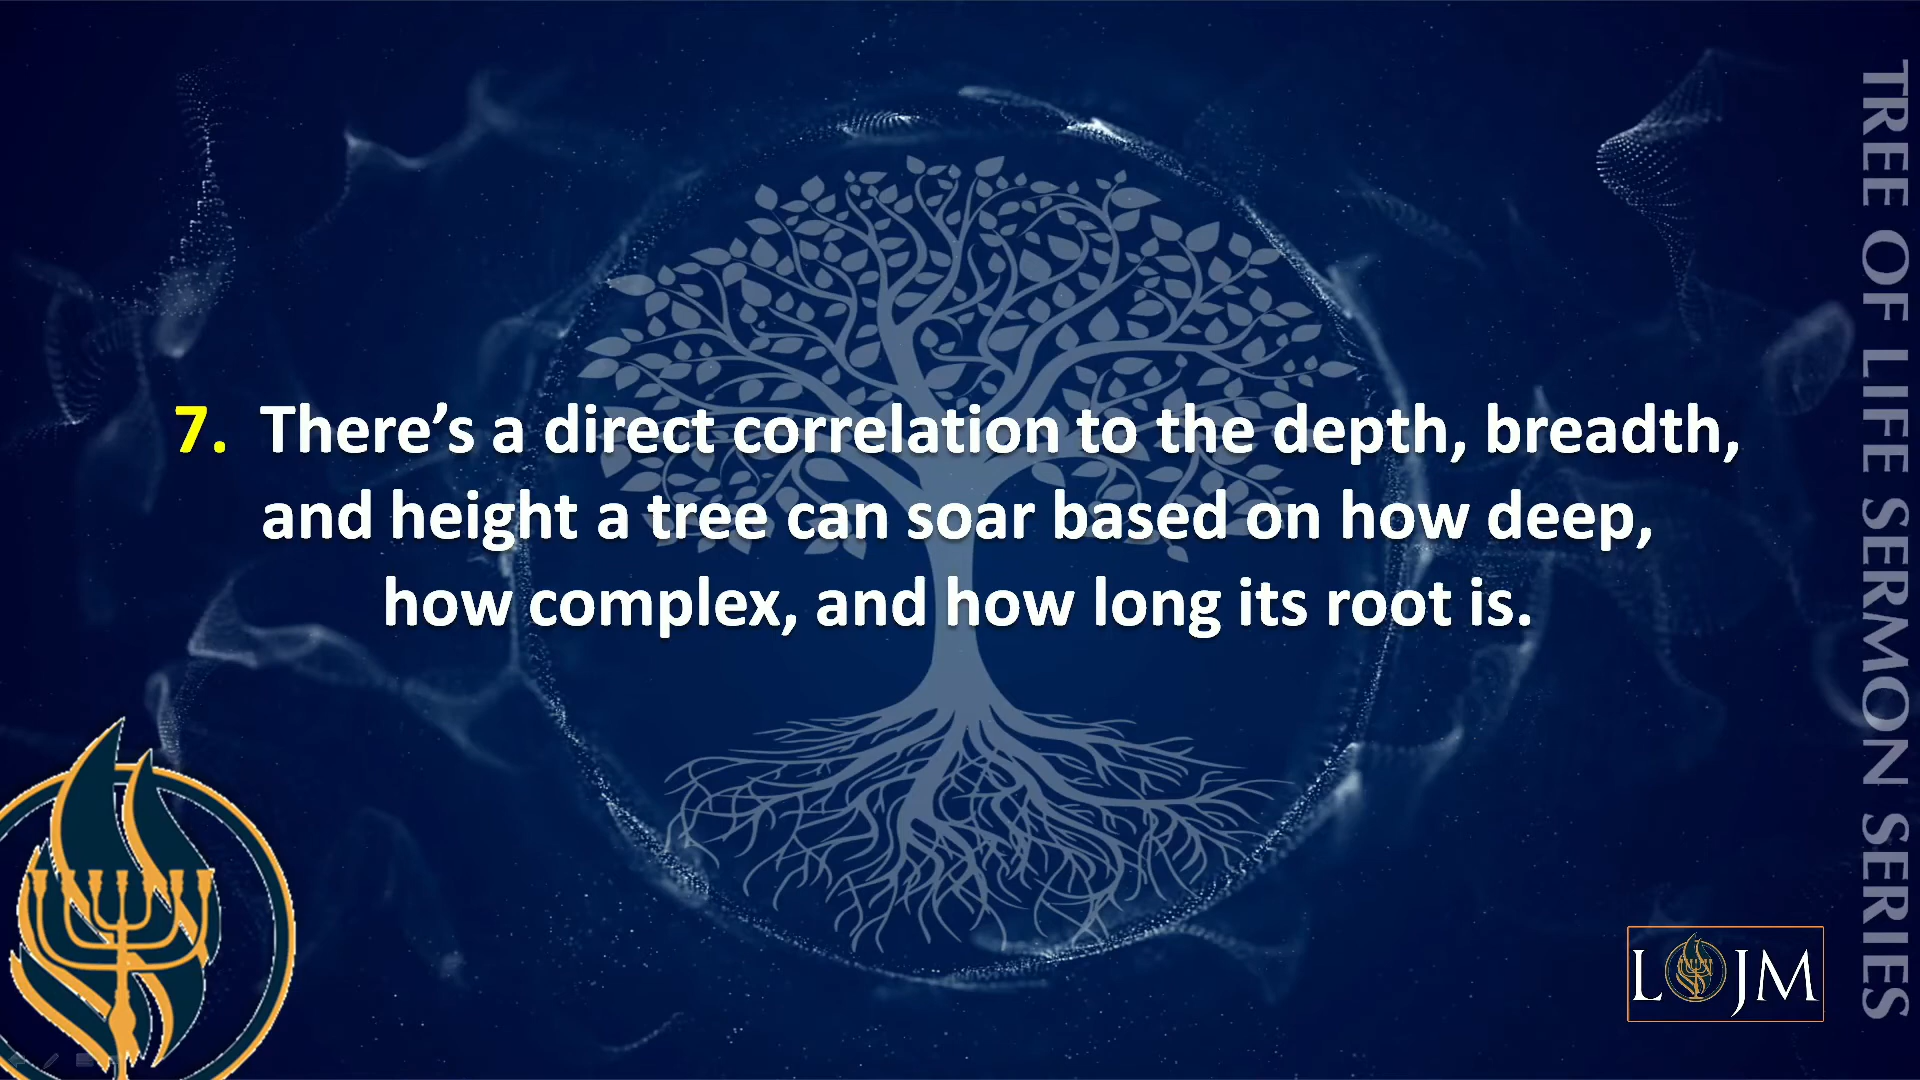 7. There’s a direct correlation to the depth, breadth,
and height a tree can soar based on how deep,
how complex, and how long its root is.
TREE OF LIFE SERMON SERIES
LOJM